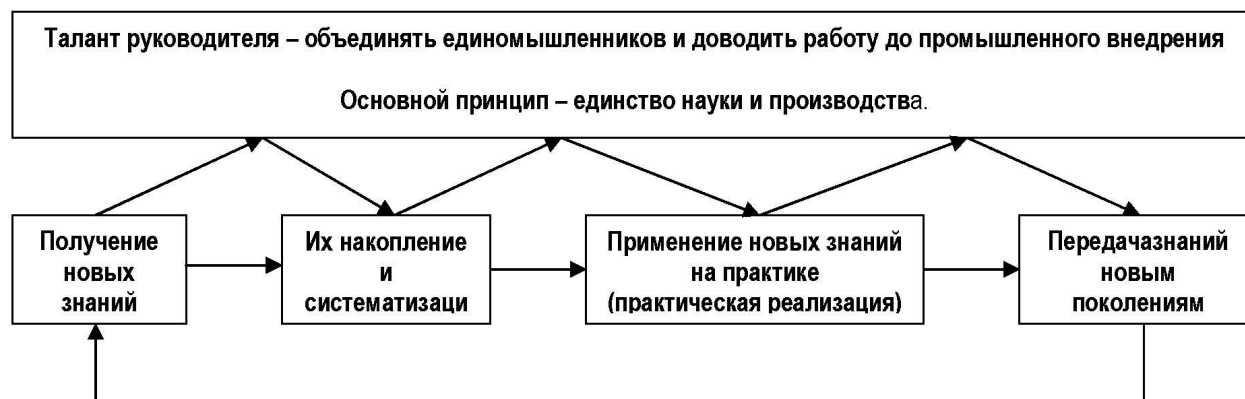 Талант руководителя – объединять единомышленников и доводить работу до промышленного внедрения
Основной принцип – единство науки и производства.
Получение
новых
знаний
Их накопление
и
систематизаци
Применение новых знаний
на практике
(практическая реализация)
Передачазнаний
новым
поколениям